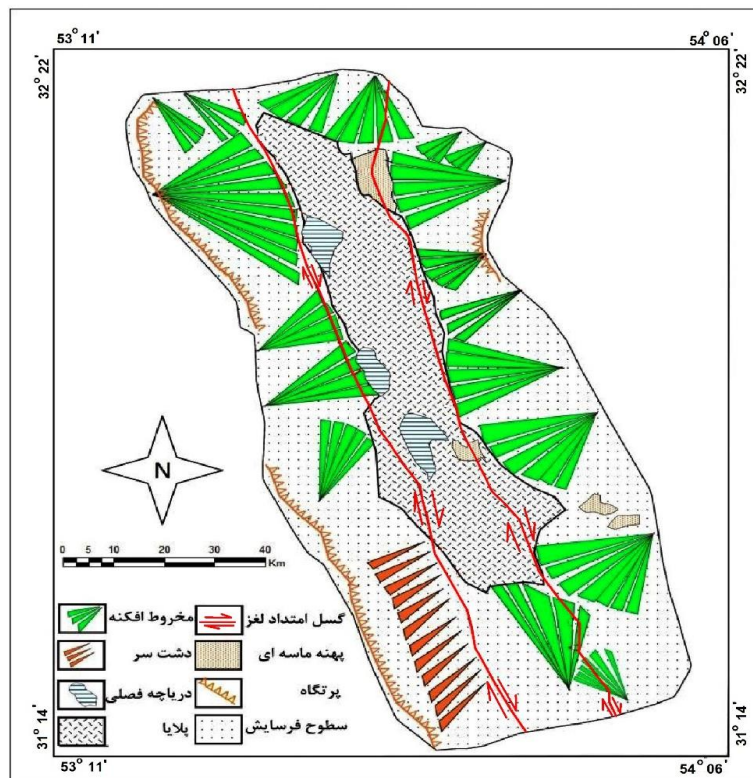 53° 11'
54° 06'
32° 22'
32° 22'
N
0 5 10 20 30 40
Km
مخروط افکنه
گسل امتداد لغز
دشت سر
پهنه ماسه ای
دریاچه فصلی
پرتگاه
پلایا
سطوح فرسایش
31° 14'
31° 14'
53° 11'
54° 06'